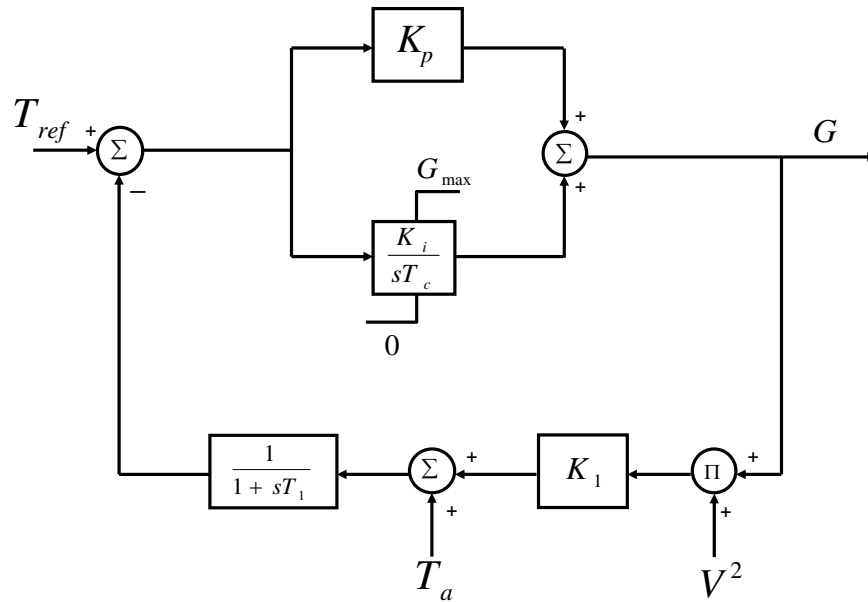 K_p
T_ref
+
Σ
−
G_max
K_i
sT_c
0
+
Σ
+
G
1
1 + sT_1
+
Σ
+
T_a
K_1
+
Π
+
V^2